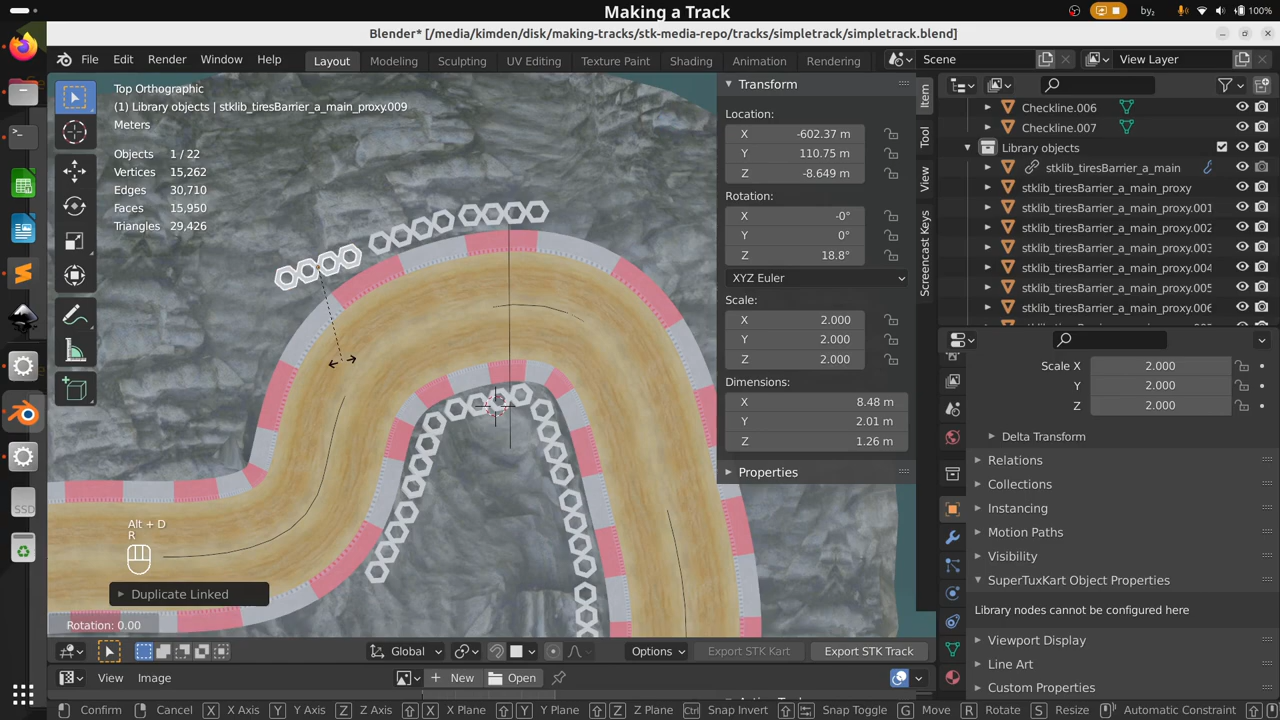 Making a Track
by₂
100%
Blender* [/media/kimden/disk/making-tracks/stk-media-repo/tracks/simpletrack/simpletrack.blend]
File Edit Render Window Help Layout Modeling Sculpting UV Editing Texture Paint Shading Animating Rendering Scene View Layer
Top Orthographic
(1) Library objects | stklib_tiresBarrier_a_main_proxy.009
Meters
Objects 1 / 22
Vertices 15,262
Edges 30,710
Faces 15,950
Triangles 29,426
Alt + D
R
Duplicate Linked
Rotation: 0.00
Transform
Location:
X -602.37 m
Y 110.75 m
Z -8.649 m
Rotation:
X -0°
Y 0°
Z 18.8°
XYZ Euler
Scale:
X 2.000
Y 2.000
Z 2.000
Dimensions:
X 8.48 m
Y 2.01 m
Z 1.26 m
Properties
Item
Tool
View
Screencast Keys
Checkline.006
Checkline.007
Library objects
stklib_tiresBarrier_a_main
stklib_tiresBarrier_a_main_proxy
stklib_tiresBarrier_a_main_proxy.001
stklib_tiresBarrier_a_main_proxy.002
stklib_tiresBarrier_a_main_proxy.003
stklib_tiresBarrier_a_main_proxy.004
stklib_tiresBarrier_a_main_proxy.005
stklib_tiresBarrier_a_main_proxy.006
Scale X 2.000
Y 2.000
Z 2.000
Delta Transform
Relations
Collections
Instancing
Motion Paths
Visibility
SuperTuxKart Object Properties
Library nodes cannot be configured here
Viewport Display
Line Art
Custom Properties
Global Options Export STK Kart Export STK Track
View Image New Open
SSD
Confirm Cancel X X Axis Y Y Axis Z Z Axis X X Plane Y Y Plane Z Z Plane Ctrl Snap Invert Snap Toggle G Move R Rotate S Resize Automatic Constraint